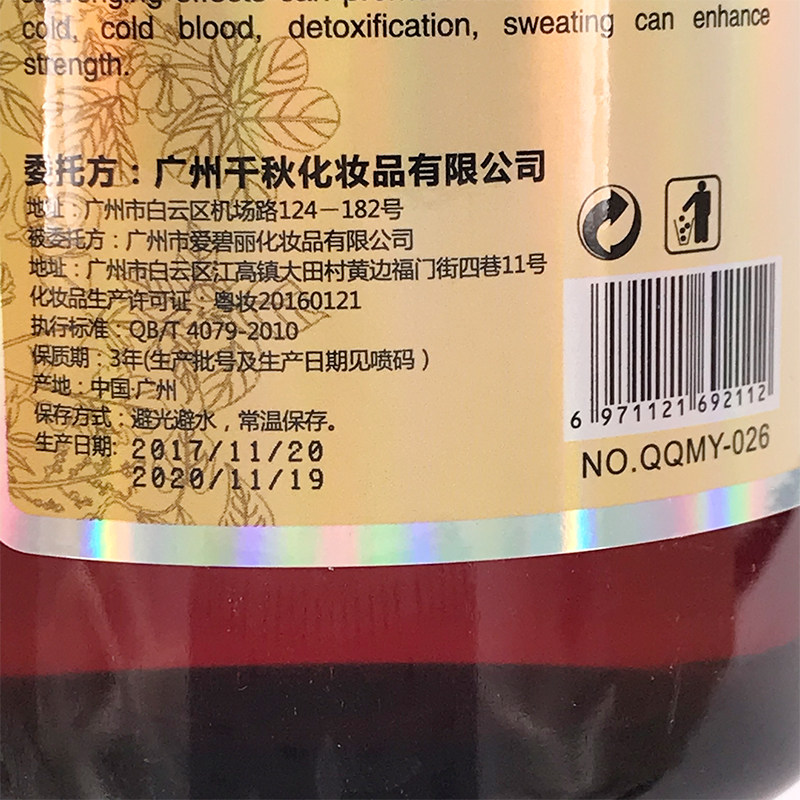 scavenging effects can
cold, cold blood, detoxification, sweating can enhance
strength.
委托方：广州千秋化妆品有限公司
地址：广州市白云区机场路124－182号
被委托方：广州市爱碧丽化妆品有限公司
地址：广州市白云区江高镇大田村黄边福门街四巷11号
化妆品生产许可证：粤妆20160121
执行标准：QB/T 4079-2010
保质期：3年(生产批号及生产日期见喷码）
产地：中国·广州
保存方式：避光避水，常温保存。
生产日期: 2017/11/20
2020/11/19
6 971121 692112
NO.QQMY-026